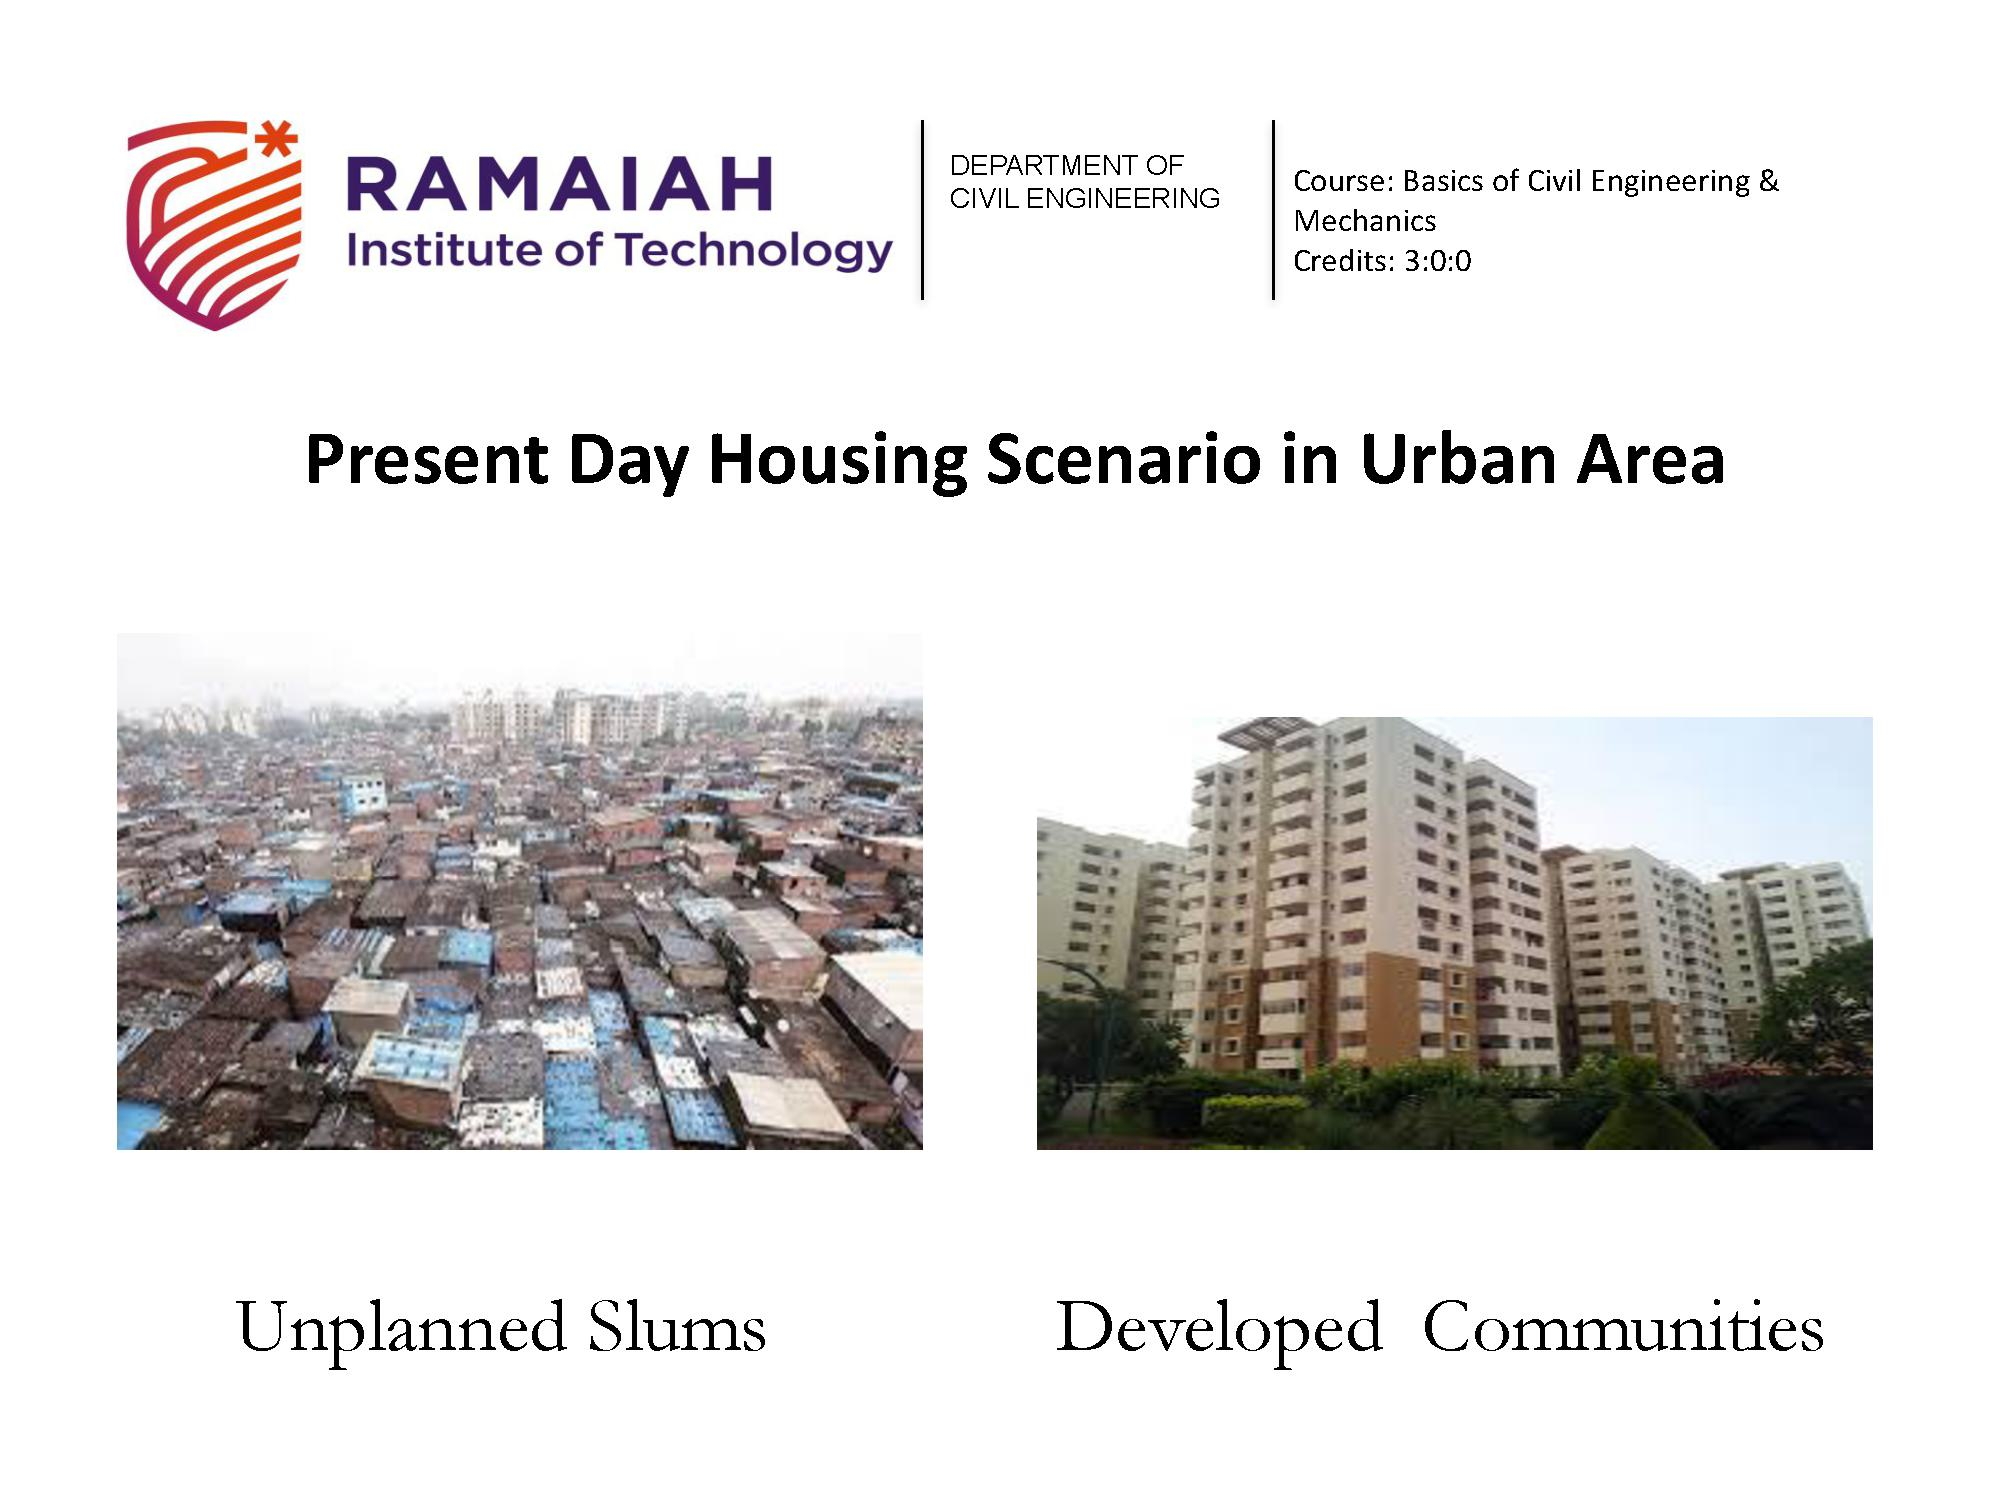 RAMAIAH
Institute of Technology
DEPARTMENT OF
CIVIL ENGINEERING
Course: Basics of Civil Engineering &
Mechanics
Credits: 3:0:0
Present Day Housing Scenario in Urban Area
Unplanned Slums
Developed Communities